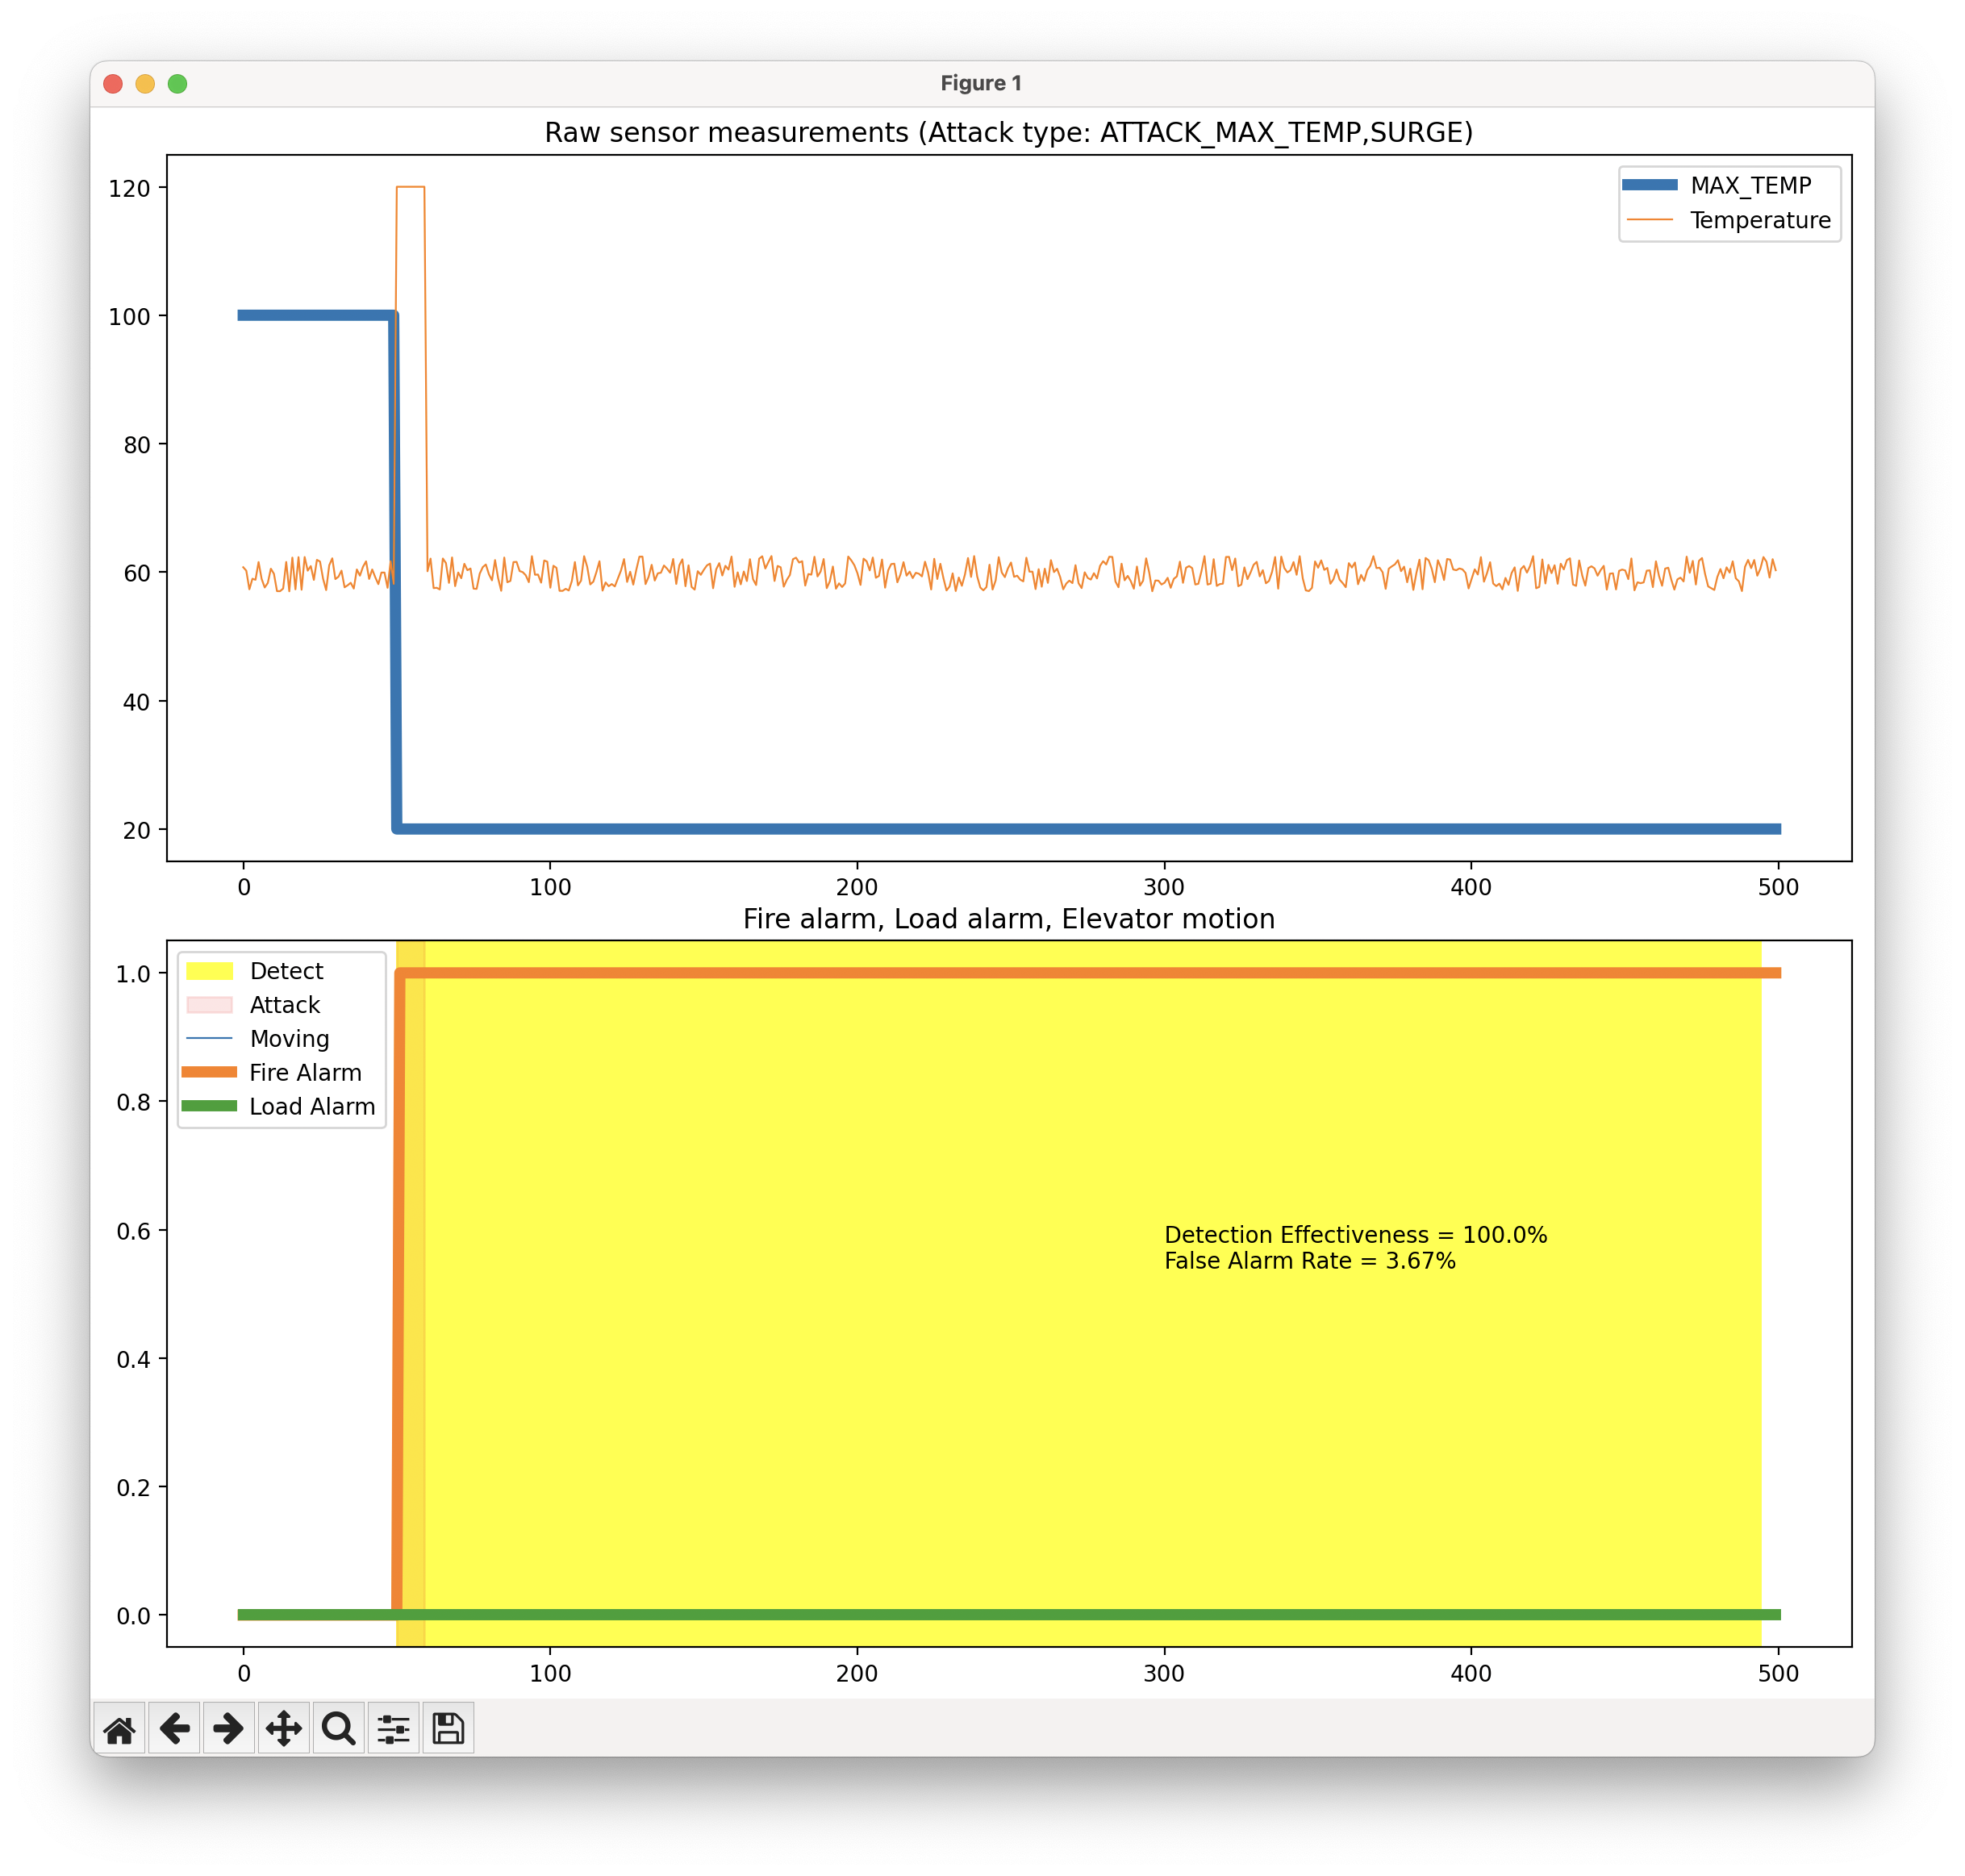 Figure 1
Raw sensor measurements (Attack type: ATTACK_MAX_TEMP,SURGE)
120
100
80
60
40
20
MAX_TEMP
Temperature
0 100 200 300 400 500
Fire alarm, Load alarm, Elevator motion
1.0
0.8
0.6
0.4
0.2
0.0
Detect
Attack
Moving
Fire Alarm
Load Alarm
Detection Effectiveness = 100.0%
False Alarm Rate = 3.67%
0 100 200 300 400 500